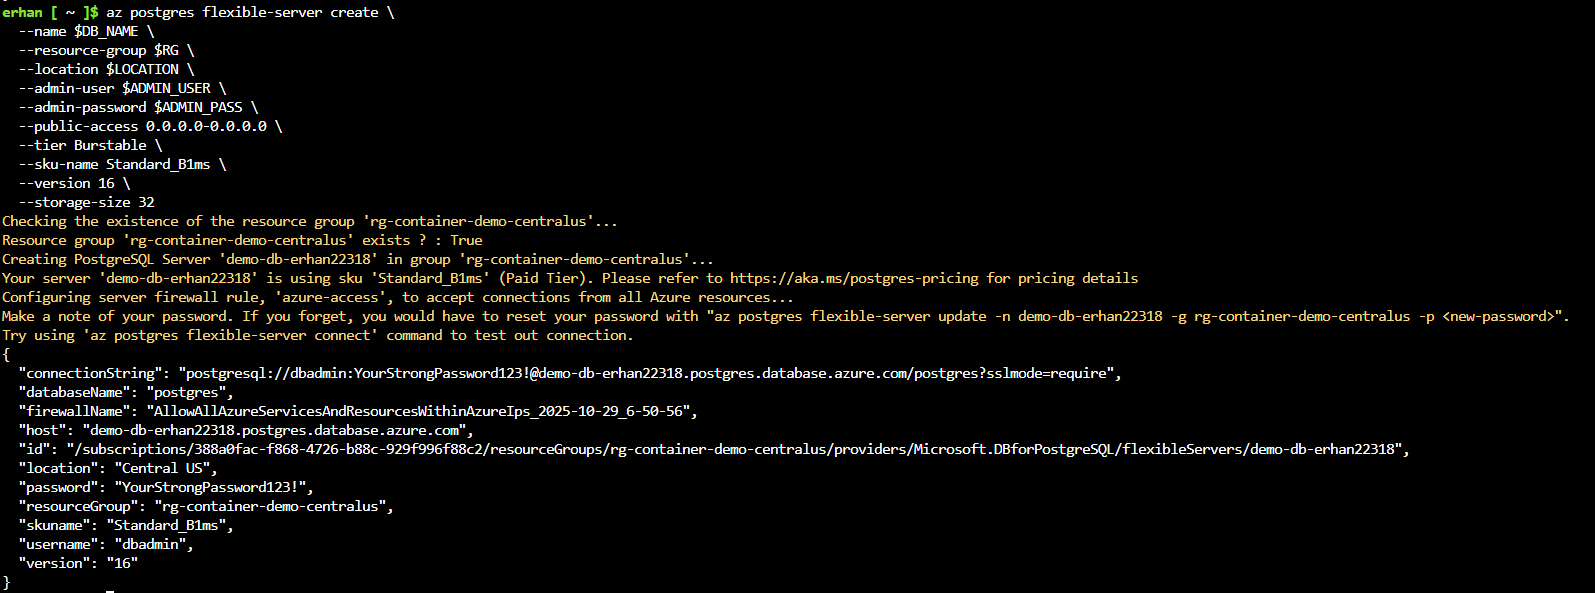 erhan [ ~ ]$ az postgres flexible-server create \
  --name $DB_NAME \
  --resource-group $RG \
  --location $LOCATION \
  --admin-user $ADMIN_USER \
  --admin-password $ADMIN_PASS \
  --public-access 0.0.0.0-0.0.0.0 \
  --tier Burstable \
  --sku-name Standard_B1ms \
  --version 16 \
  --storage-size 32
Checking the existence of the resource group 'rg-container-demo-centralus'...
Resource group 'rg-container-demo-centralus' exists ? : True
Creating PostgreSQL Server 'demo-db-erhan22318' in group 'rg-container-demo-centralus'...
Your server 'demo-db-erhan22318' is using sku 'Standard_B1ms' (Paid Tier). Please refer to https://aka.ms/postgres-pricing for pricing details
Configuring server firewall rule, 'azure-access', to accept connections from all Azure resources...
Make a note of your password. If you forget, you would have to reset your password with "az postgres flexible-server update -n demo-db-erhan22318 -g rg-container-demo-centralus -p <new-password>".
Try using 'az postgres flexible-server connect' command to test out connection.
{
  "connectionString": "postgresql://dbadmin:YourStrongPassword123!@demo-db-erhan22318.postgres.database.azure.com/postgres?sslmode=require",
  "databaseName": "postgres",
  "firewallName": "AllowAllAzureServicesAndResourcesWithinAzureIps_2025-10-29_6-50-56",
  "host": "demo-db-erhan22318.postgres.database.azure.com",
  "id": "/subscriptions/388a0fac-f868-4726-b88c-929f996f88c2/resourceGroups/rg-container-demo-centralus/providers/Microsoft.DBforPostgreSQL/flexibleServers/demo-db-erhan22318",
  "location": "Central US",
  "password": "YourStrongPassword123!",
  "resourceGroup": "rg-container-demo-centralus",
  "skuname": "Standard_B1ms",
  "username": "dbadmin",
  "version": "16"
}